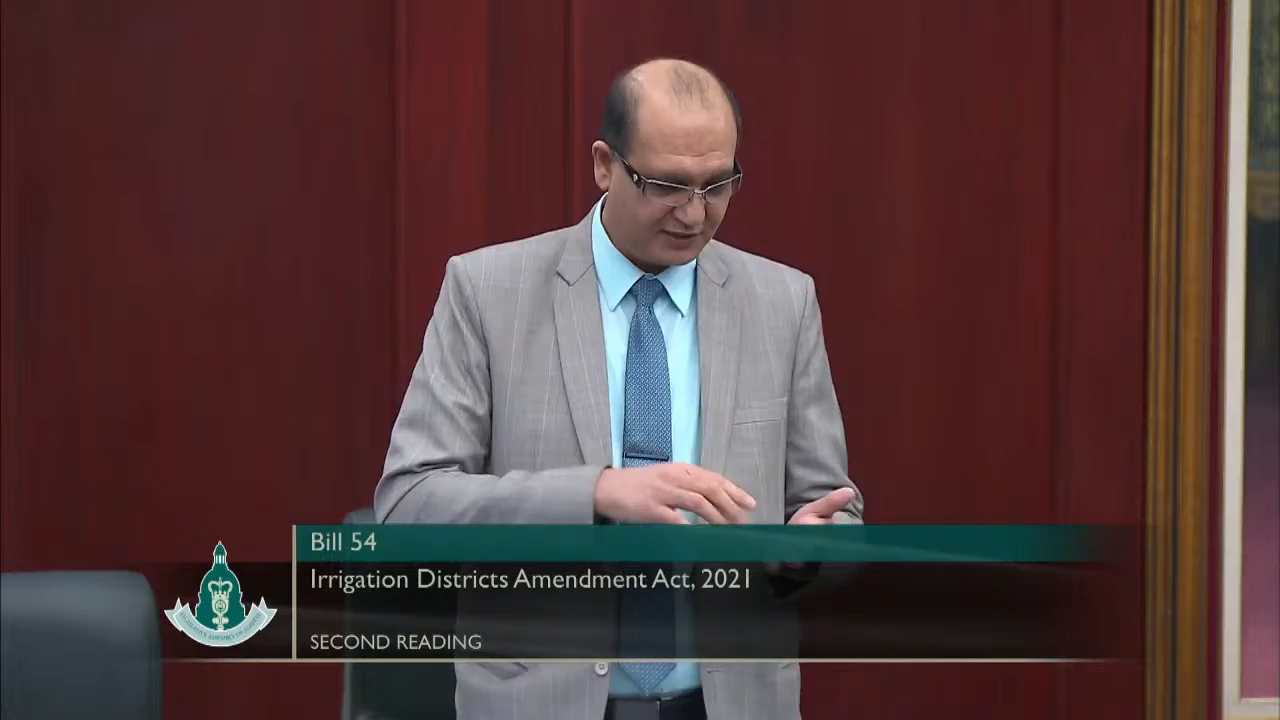 Bill 54
Irrigation Districts Amendment Act, 2021
SECOND READING